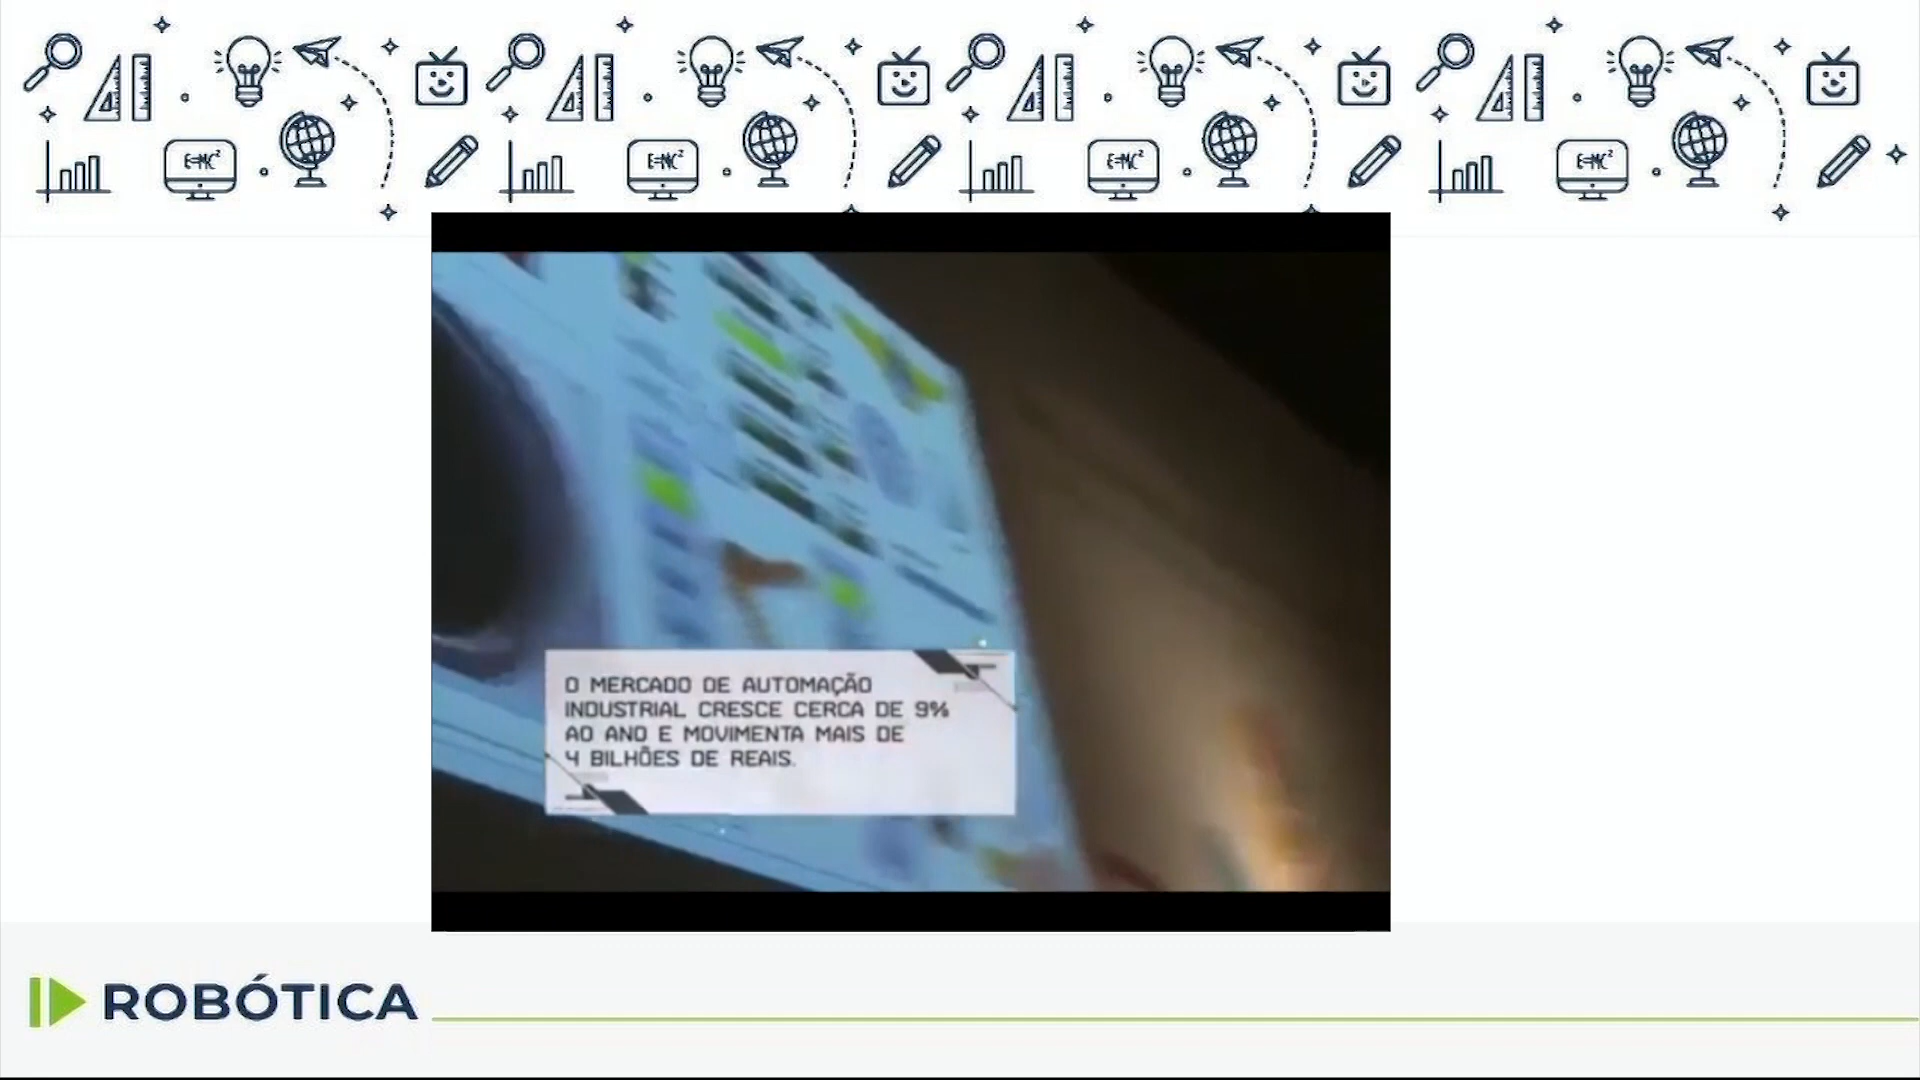 E=MC²
E=MC²
E=MC²
E=MC²
O MERCADO DE AUTOMAÇÃO
INDUSTRIAL CRESCE CERCA DE 9%
AO ANO E MOVIMENTA MAIS DE
4 BILHÕES DE REAIS.
ROBÓTICA